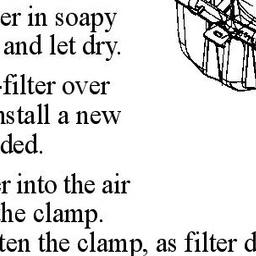 er in soapy
and let dry.
-filter over
nstall a new
ded.
er into the air
the clamp.
ten the clamp, as filter d